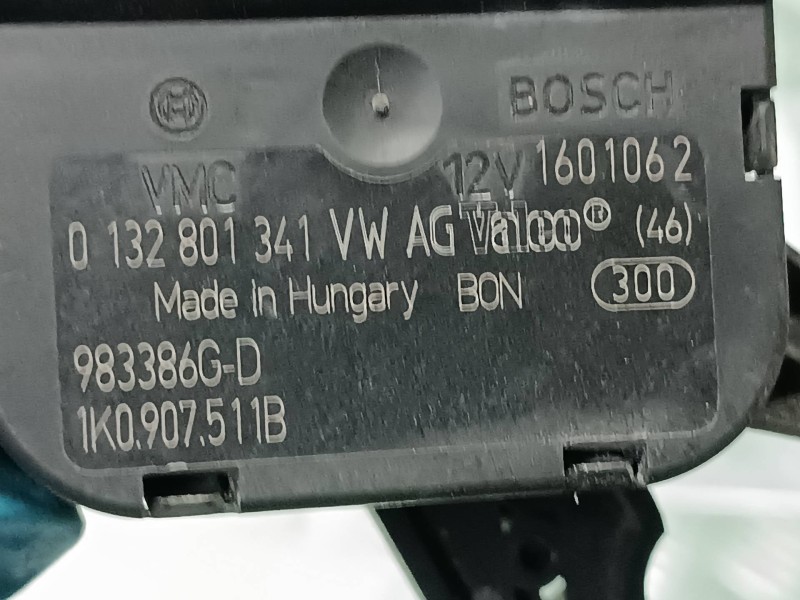 BOSCH
VMC 12V 1601062
0 132 801 341 VW AG Valeo® (46)
Made in Hungary BON 300
983386G-D
1K0.907.511B